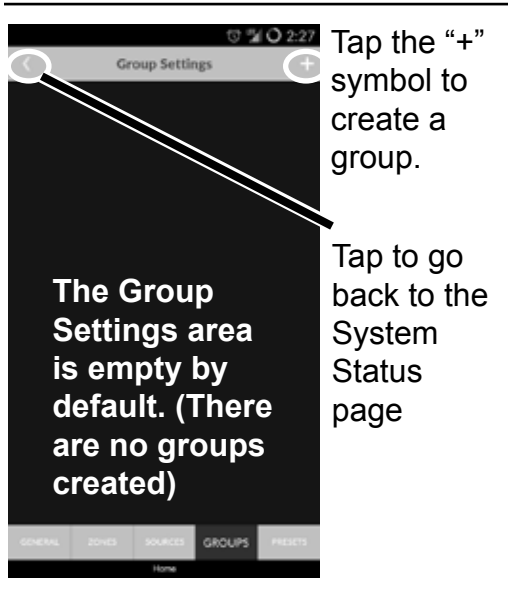 2:27
Group Settings
+
Tap the “+”
symbol to
create a
group.
Tap to go
back to the
System
Status
page
The Group
Settings area
is empty by
default. (There
are no groups
created)
GENERAL ZONES SOURCES GROUPS PRESETS
Home